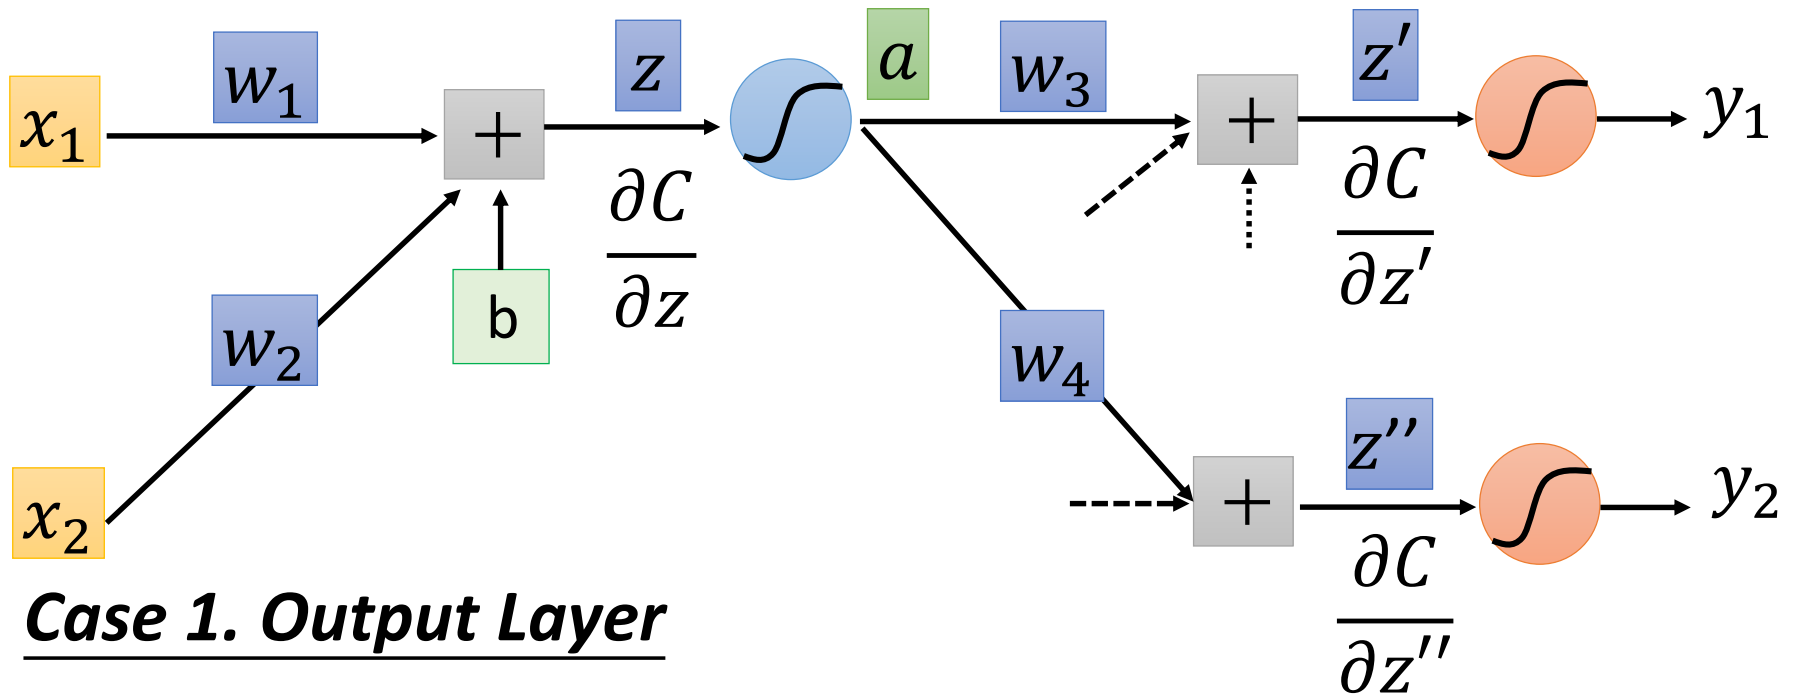 x₁
w₁
+
z
a
w₃
+
z′
y₁
∂C
∂z
∂C
∂z′
w₂
b
w₄
x₂
+
z′′
y₂
∂C
∂z′′
Case 1. Output Layer